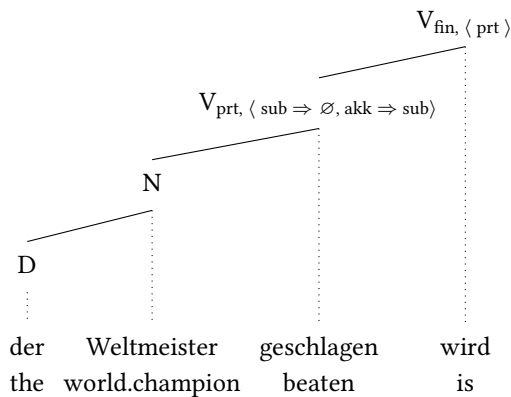 V_fin, ⟨ prt ⟩
V_prt, ⟨ sub ⇒ ∅, akk ⇒ sub⟩
N
D
der Weltmeister geschlagen wird
the world.champion beaten is